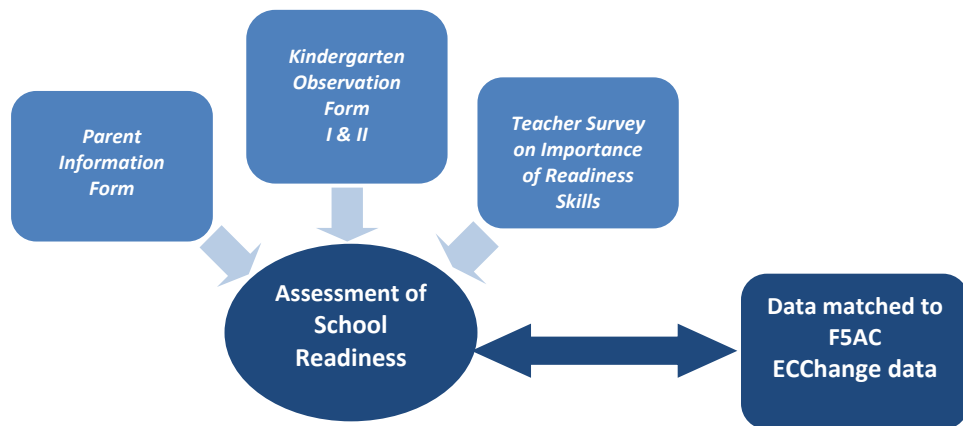 Parent
Information
Form
Kindergarten
Observation
Form
I & II
Teacher Survey
on Importance
of Readiness
Skills
Assessment of
School
Readiness
Data matched to
F5AC
ECChange data